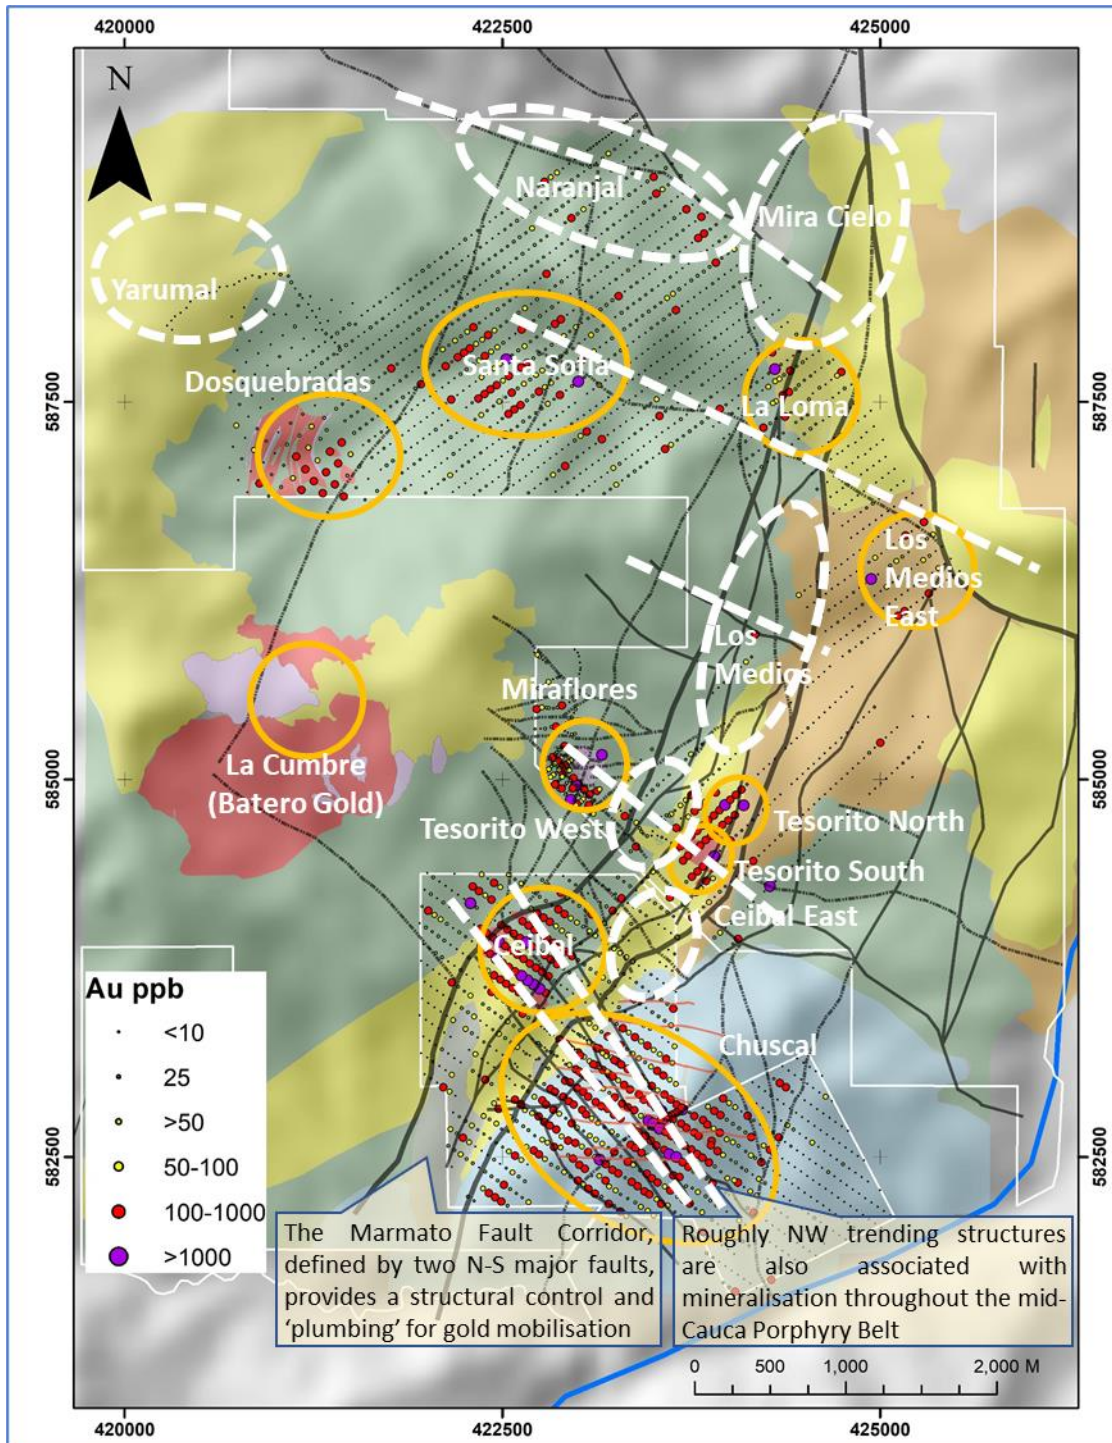 420000
422500
425000
N
Naranjal
Mira Cielo
Yarumal
Santa Sofia
Dosquebradas
587500
587500
La Loma
Los
Medios
East
Los
Medios
Miraflores
La Cumbre
(Batero Gold)
585000
585000
Tesorito West
Tesorito North
Tesorito South
Ceibal East
Ceibal
Chuscal
Au ppb
<10
25
>50
50-100
100-1000
>1000
582500
582500
The Marmato Fault Corridor,
defined by two N-S major faults,
provides a structural control and
‘plumbing’ for gold mobilisation
Roughly NW trending structures
are also associated with
mineralisation throughout the mid-
Cauca Porphyry Belt
0 500 1,000 2,000 M
420000
422500
425000